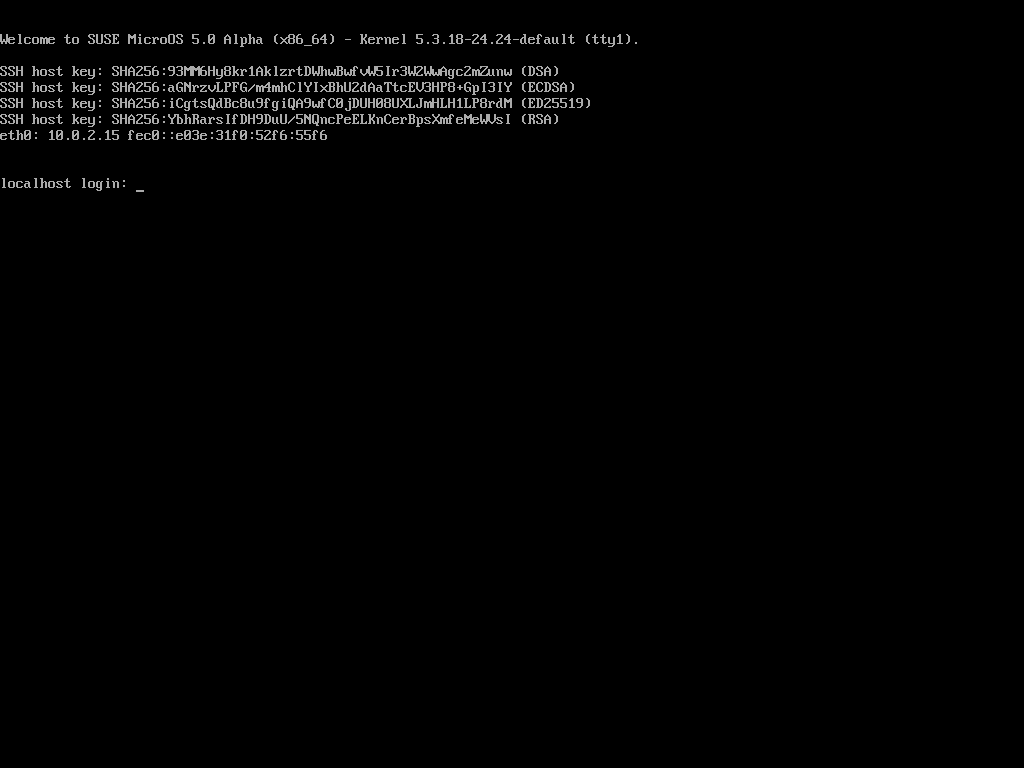 Welcome to SUSE MicroOS 5.0 Alpha (x86_64) - Kernel 5.3.18-24.24-default (tty1).
SSH host key: SHA256:93MM6Hy8kr1AklzrtDWhwBwfvW5Ir3W2WwAgc2mZunw (DSA)
SSH host key: SHA256:aGNrzvLPFG/m4mhClYIxBhU2dAaTtcEV3HP8+GpI3IY (ECDSA)
SSH host key: SHA256:iCgtsQdBc8u9fgiQA9wfC0jDUH08UXLJmHLH1LP8rdM (ED25519)
SSH host key: SHA256:YbhRarsIfDH9DuU/5NQncPeELKnCerBpsXmfeMeWVsI (RSA)
eth0: 10.0.2.15 fec0::e03e:31f0:52f6:55f6
localhost login: _